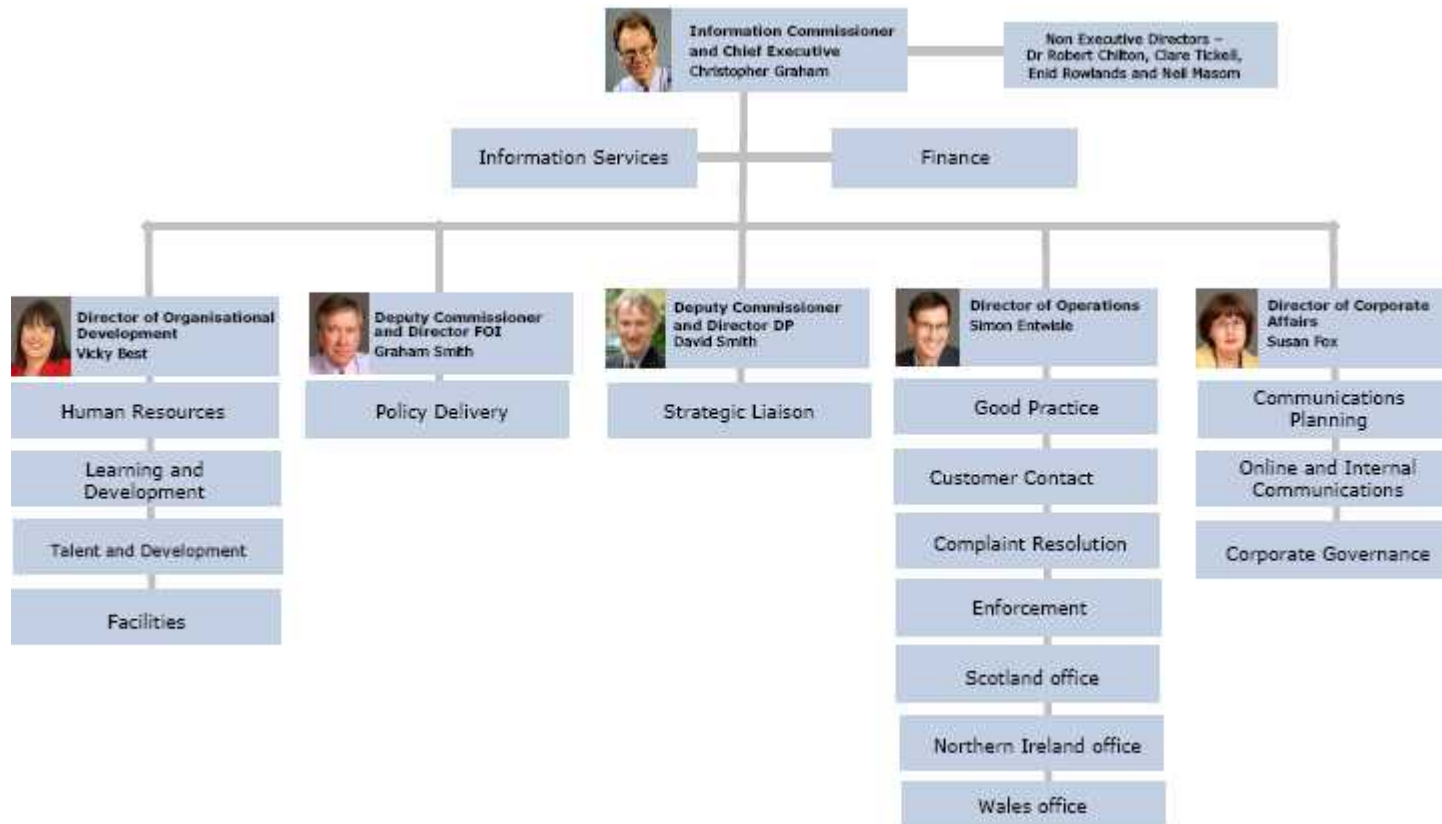 Information Commissioner
and Chief Executive
Christopher Graham
Non Executive Directors –
Dr Robert Chilton, Clare Tickell,
Enid Rowlands and Neil Masom
Information Services
Finance
Director of Organisational
Development
Vicky Best
Deputy Commissioner
and Director FOI
Graham Smith
Deputy Commissioner
and Director DP
David Smith
Director of Operations
Simon Entwisle
Director of Corporate
Affairs
Susan Fox
Human Resources
Policy Delivery
Strategic Liaison
Good Practice
Communications
Planning
Learning and
Development
Customer Contact
Online and Internal
Communications
Talent and Development
Complaint Resolution
Corporate Governance
Facilities
Enforcement
Scotland office
Northern Ireland office
Wales office